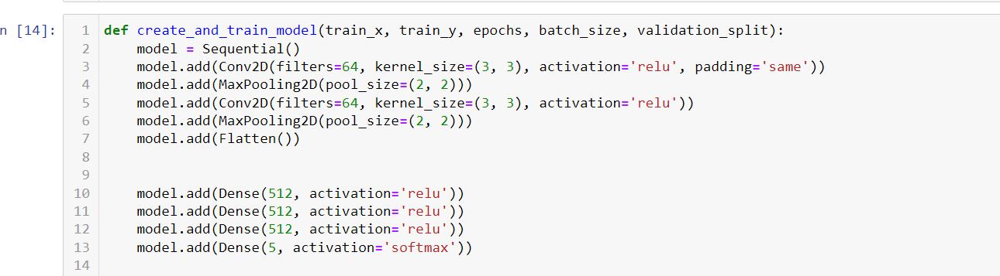 n [14]:
1 def create_and_train_model(train_x, train_y, epochs, batch_size, validation_split):
2 model = Sequential()
3 model.add(Conv2D(filters=64, kernel_size=(3, 3), activation='relu', padding='same'))
4 model.add(MaxPooling2D(pool_size=(2, 2)))
5 model.add(Conv2D(filters=64, kernel_size=(3, 3), activation='relu'))
6 model.add(MaxPooling2D(pool_size=(2, 2)))
7 model.add(Flatten())
8
9
10 model.add(Dense(512, activation='relu'))
11 model.add(Dense(512, activation='relu'))
12 model.add(Dense(512, activation='relu'))
13 model.add(Dense(5, activation='softmax'))
14